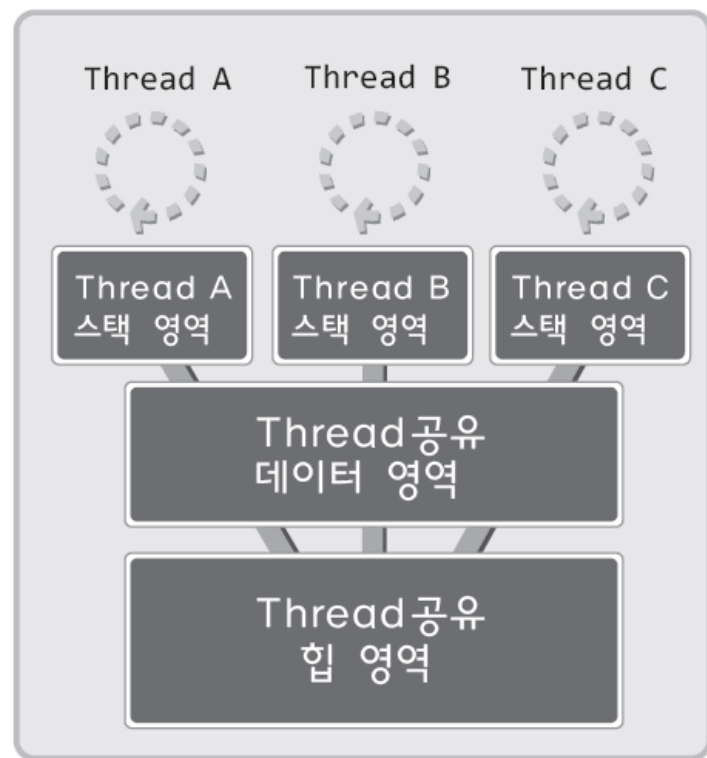 Thread A
Thread B
Thread C
Thread A
스택 영역
Thread B
스택 영역
Thread C
스택 영역
Thread공유
데이터 영역
Thread공유
힙 영역